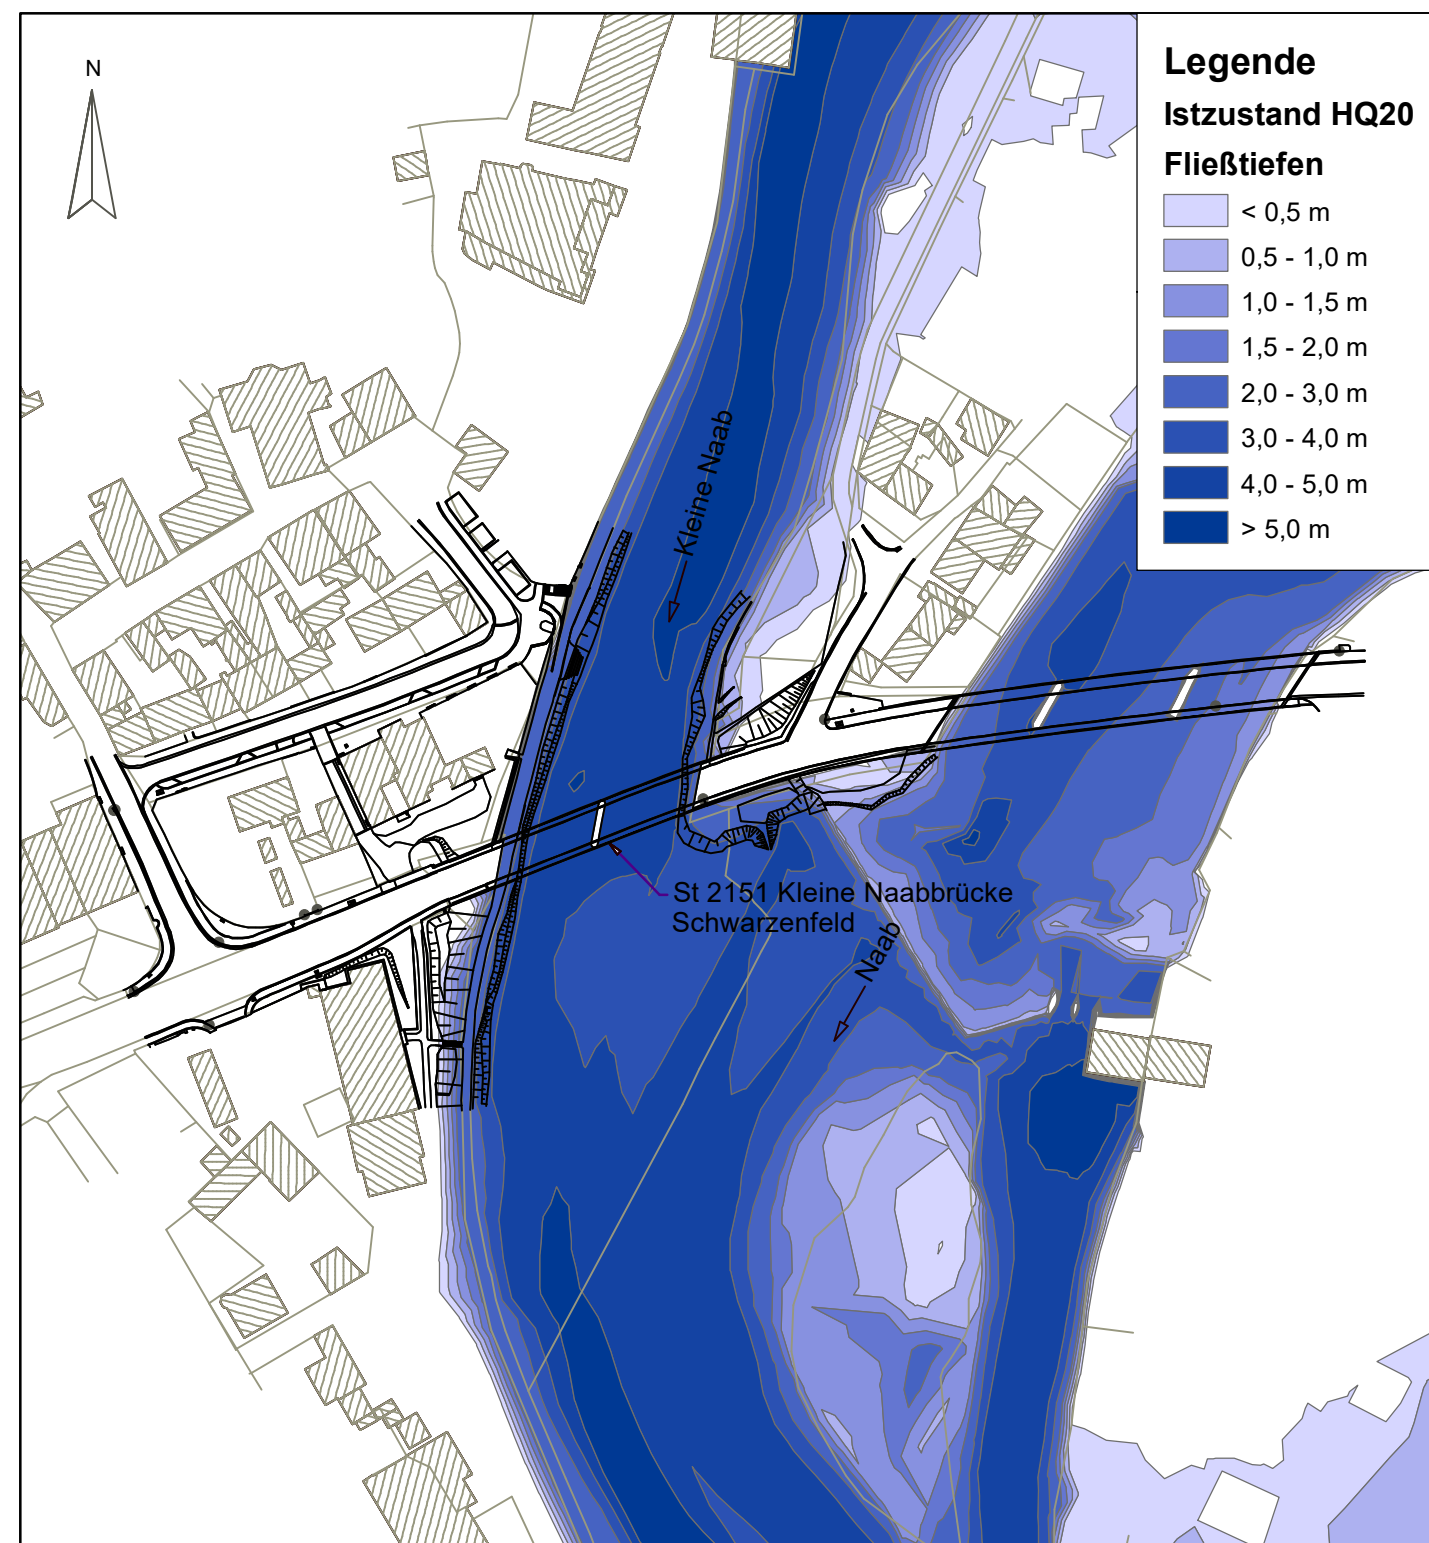 N
Legende
Istzustand HQ20
Fließtiefen
< 0,5 m
0,5 - 1,0 m
1,0 - 1,5 m
1,5 - 2,0 m
2,0 - 3,0 m
3,0 - 4,0 m
4,0 - 5,0 m
> 5,0 m
Kleine Naab
St 2151 Kleine Naabbrücke
Schwarzenfeld
Naab